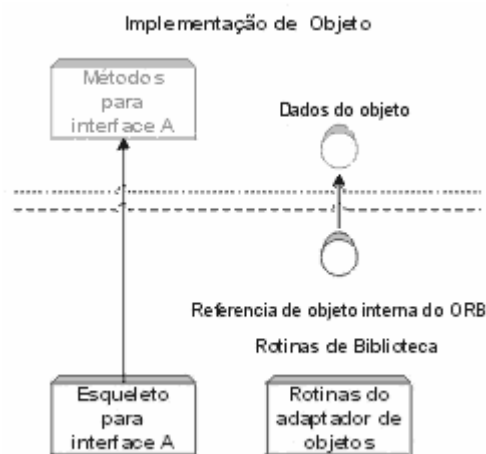 Implementação de Objeto
Métodos
para
interface A
Dados do objeto
Referencia de objeto interna do ORB
Rotinas de Biblioteca
Esqueleto
para
interface A
Rotinas do
adaptador de
objetos